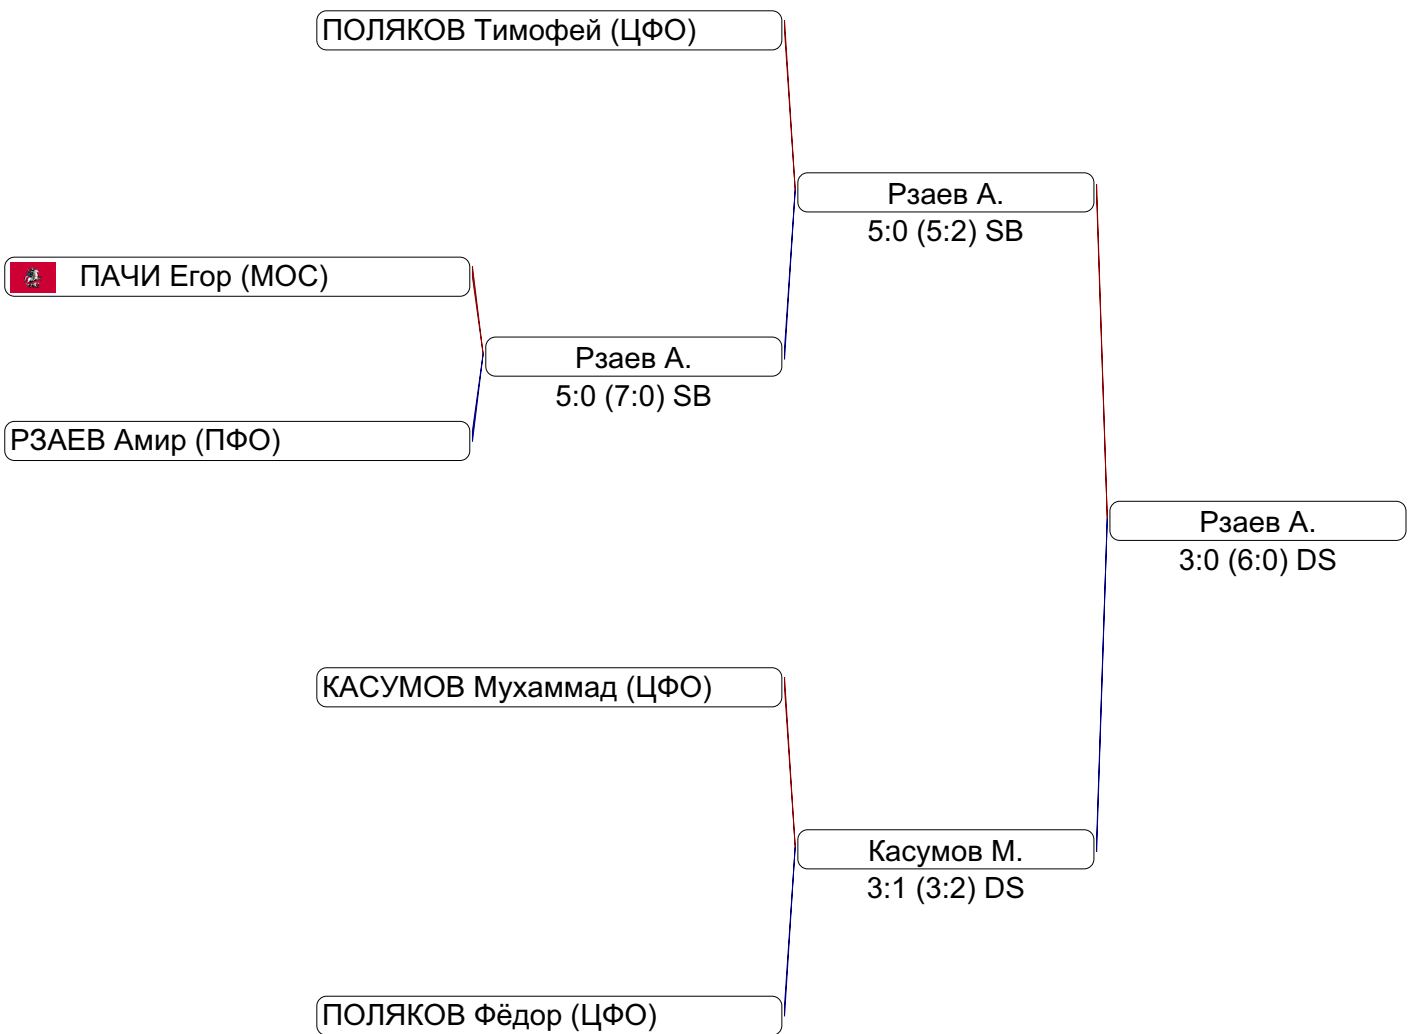 ПОЛЯКОВ Тимофей (ЦФО)
Рзаев А.
5:0 (5:2) SB
ПАЧИ Егор (МОС)
Рзаев А.
5:0 (7:0) SB
РЗАЕВ Амир (ПФО)
Рзаев А.
3:0 (6:0) DS
КАСУМОВ Мухаммад (ЦФО)
Касумов М.
3:1 (3:2) DS
ПОЛЯКОВ Фёдор (ЦФО)